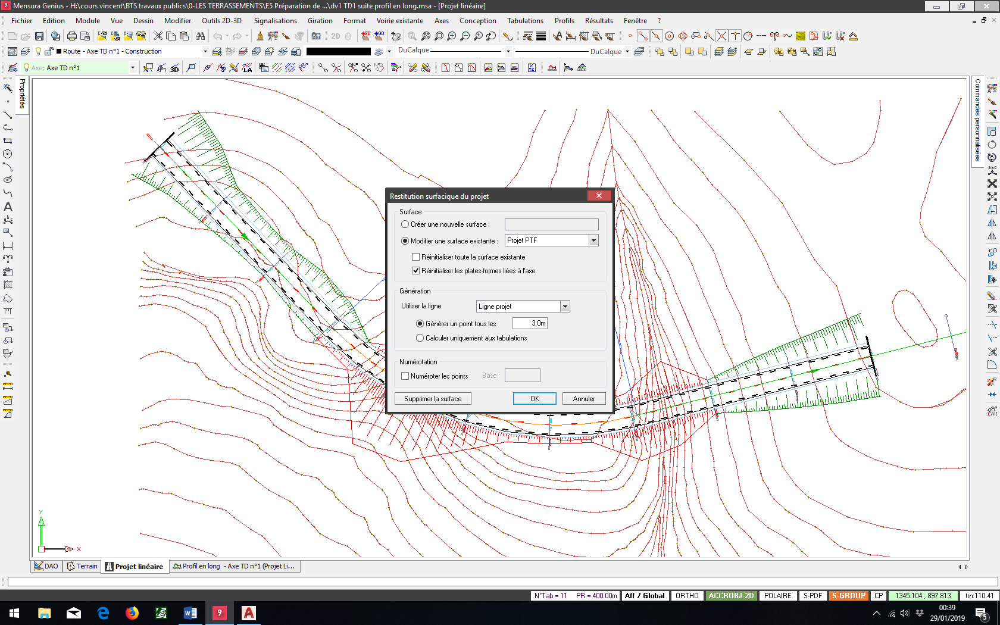 Mensura Genius - H:\cours vincent\BTS travaux publics\0-LES TERRASSEMENTS\E5 Préparation de ...\dv1 TD1 suite profil en long.msa - [Projet linéaire]
Fichier Edition Module Vue Dessin Modifier Outils 2D-3D Signalisations Giration Format Voirie existante Axes Conception Tabulations Profils Résultats Fenêtre ?
Route - Axe TD n°1 - Construction
DuCalque
DuCalque
Axe: Axe TD n°1
3D
Propriétés
Commandes personnalisées
Restitution surfacique du projet
Surface
Créer une nouvelle surface :
Modifier une surface existante : Projet PTF
Réinitialiser toute la surface existante
Réinitialiser les plates-formes liées à l'axe
Génération
Utiliser la ligne: Ligne projet
Générer un point tous les 3.0m
Calculer uniquement aux tabulations
Numérotation
Numéroter les points Base :
Supprimer la surface OK Annuler
Y
X
DAO Terrain Projet linéaire Profil en long - Axe TD n°1 (Projet Li...
N°Tab = 11 PR = 400.00m Aff / Global ORTHO ACCROBJ-2D POLAIRE S-PDF S-GROUP CP 1345.104 , 897.813 trn:110.41
00:39
29/01/2019
5